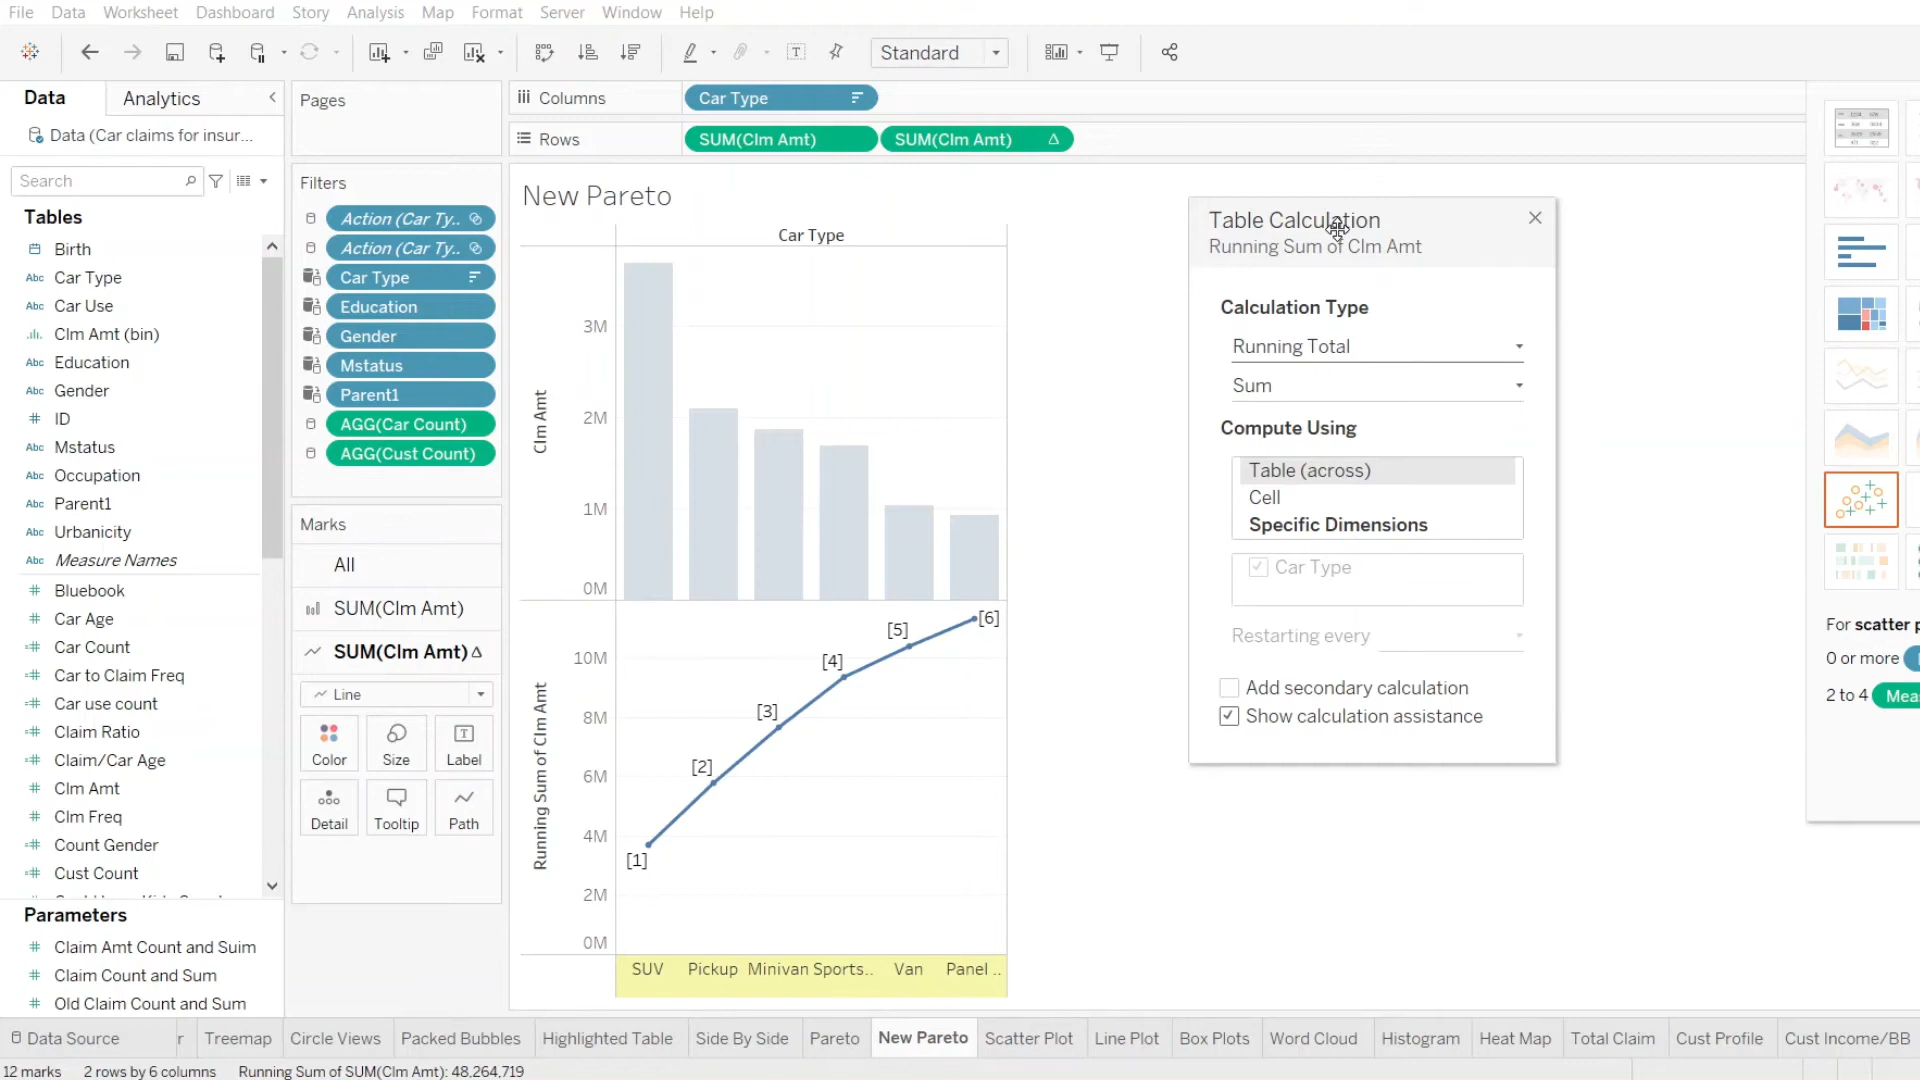 File Data Worksheet Dashboard Story Analysis Map Format Server Window Help
Standard
Data Analytics
Data (Car claims for insur...
Search
Tables
Birth
Abc Car Type
Abc Car Use
Clm Amt (bin)
Abc Education
Abc Gender
# ID
Abc Mstatus
Abc Occupation
Abc Parent1
Abc Urbanicity
Abc Measure Names
# Bluebook
# Car Age
=# Car Count
=# Car to Claim Freq
=# Car use count
=# Claim Ratio
=# Claim/Car Age
# Clm Amt
# Clm Freq
=# Count Gender
=# Cust Count
Parameters
# Claim Amt Count and Suim
# Claim Count and Sum
# Old Claim Count and Sum
Pages
Filters
Action (Car Ty..
Action (Car Ty..
Car Type
Education
Gender
Mstatus
Parent1
AGG(Car Count)
AGG(Cust Count)
Marks
All
SUM(Clm Amt)
SUM(Clm Amt) Δ
Line
Color Size Label
Detail Tooltip Path
Columns Car Type
Rows SUM(Clm Amt) SUM(Clm Amt) Δ
New Pareto
Car Type
Clm Amt
3M
2M
1M
0M
Running Sum of Clm Amt
10M
8M
6M
4M
2M
0M
[1]
[2]
[3]
[4]
[5]
[6]
SUV Pickup Minivan Sports.. Van Panel ..
Table Calculation
Running Sum of Clm Amt
Calculation Type
Running Total
Sum
Compute Using
Table (across)
Cell
Specific Dimensions
Car Type
Restarting every
Add secondary calculation
Show calculation assistance
For scatter p
0 or more
2 to 4 Mea
Data Source r Treemap Circle Views Packed Bubbles Highlighted Table Side By Side Pareto New Pareto Scatter Plot Line Plot Box Plots Word Cloud Histogram Heat Map Total Claim Cust Profile Cust Income/BB
12 marks 2 rows by 6 columns Running Sum of SUM(Clm Amt): 48,264,719